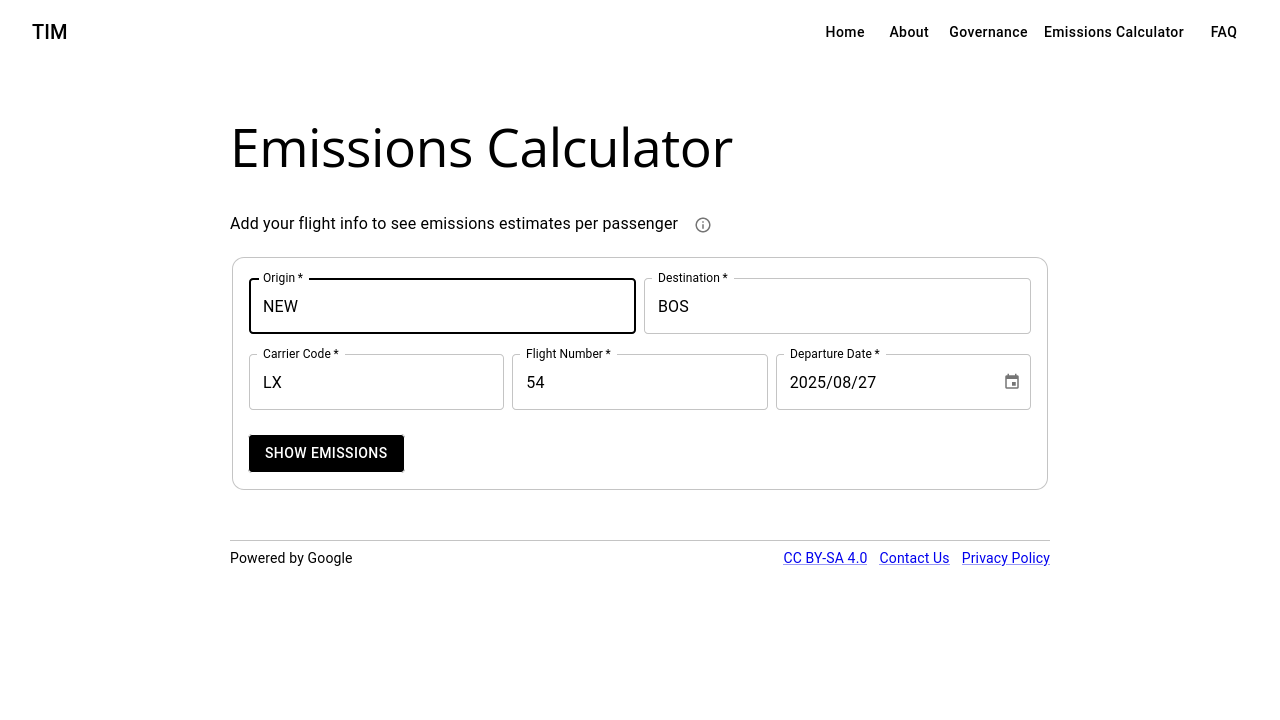 TIM
Home About Governance Emissions Calculator FAQ
Emissions Calculator
Add your flight info to see emissions estimates per passenger
Origin * Destination *
NEW BOS
Carrier Code * Flight Number * Departure Date *
LX 54 2025/08/27
SHOW EMISSIONS
Powered by Google CC BY-SA 4.0 Contact Us Privacy Policy